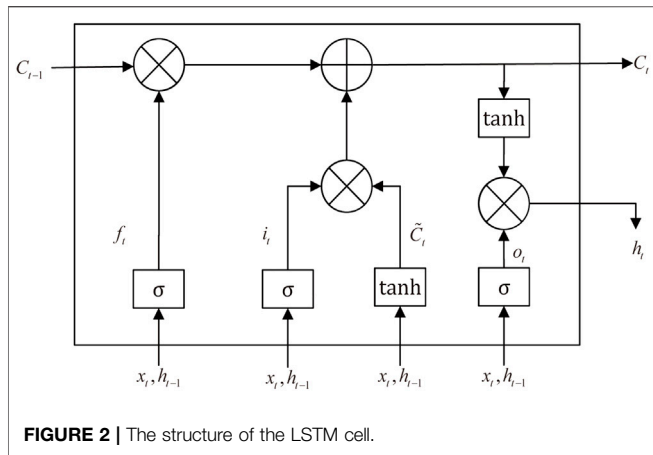 C_{t-1} C_t
tanh
f_t i_t C̃_t o_t h_t
σ σ tanh σ
x_t, h_{t-1} x_t, h_{t-1} x_t, h_{t-1} x_t, h_{t-1}
FIGURE 2 | The structure of the LSTM cell.